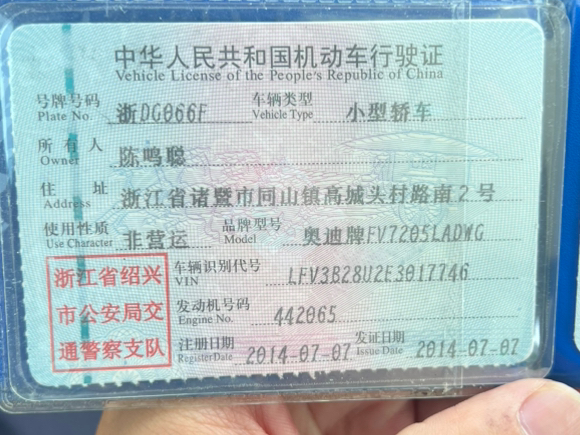 中华人民共和国机动车行驶证
Vehicle License of the People's Republic of China
号牌号码 浙DG066F 车辆类型 小型轿车
Plate No. Vehicle Type
所有人 陈鸣聪
Owner
住址 浙江省诸暨市同山镇高城头村路南2号
Address
使用性质 非营运 品牌型号 奥迪牌FV7205LADWG
Use Character Model
浙江省绍兴
市公安局交
通警察支队
车辆识别代号 LFV3B28U2E3017746
VIN
发动机号码 442065
Engine No.
注册日期 2014-07-07 发证日期 2014-07-07
Register Date Issue Date